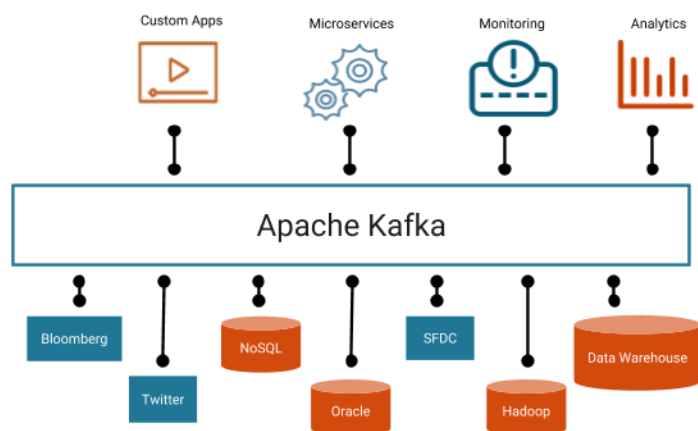 Custom Apps
Microservices
Monitoring
Analytics
Apache Kafka
Bloomberg
Twitter
NoSQL
Oracle
SFDC
Hadoop
Data Warehouse